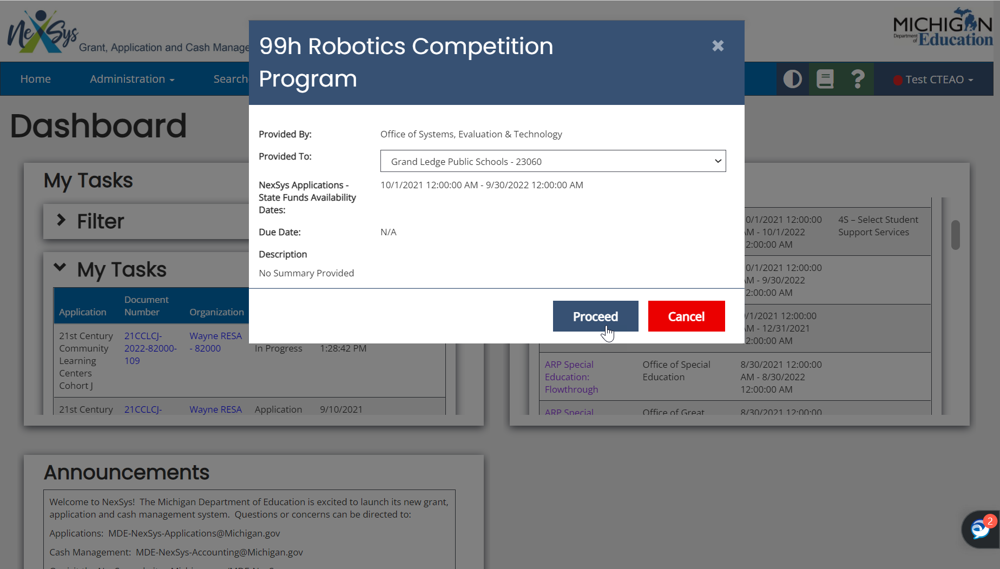 NexSys
Grant, Application and Cash Manage
MICHIGAN
Department of Education
Home
Administration
Search
Test CTEAO
99h Robotics Competition
Program
Provided By:
Office of Systems, Evaluation & Technology
Provided To:
Grand Ledge Public Schools - 23060
NexSys Applications -
State Funds Availability
Dates:
10/1/2021 12:00:00 AM - 9/30/2022 12:00:00 AM
Due Date:
N/A
Description
No Summary Provided
Proceed
Cancel
Dashboard
My Tasks
Filter
My Tasks
Application
Document
Number
Organization
21st Century
Community
Learning
Centers
Cohort J
21CCLCJ-
2022-82000-
109
Wayne RESA
- 82000
In Progress
1:28:42 PM
21st Century
21CCLCJ-
Wayne RESA
Application
9/10/2021
0/1/2021 12:00:00
AM - 10/1/2022
2:00:00 AM
4S – Select Student
Support Services
0/1/2021 12:00:00
AM - 9/30/2022
2:00:00 AM
/1/2021 12:00:00
AM - 12/31/2021
2:00:00 AM
ARP Special
Education:
Flowthrough
Office of Special
Education
8/30/2021 12:00:00
AM - 8/30/2022
12:00:00 AM
ARP Special
Office of Great
8/30/2021 12:00:00
Announcements
Welcome to NexSys!  The Michigan Department of Education is excited to launch its new grant,
application and cash management system.  Questions or concerns can be directed to:
Applications:  MDE-NexSys-Applications@Michigan.gov
Cash Management:  MDE-NexSys-Accounting@Michigan.gov
2